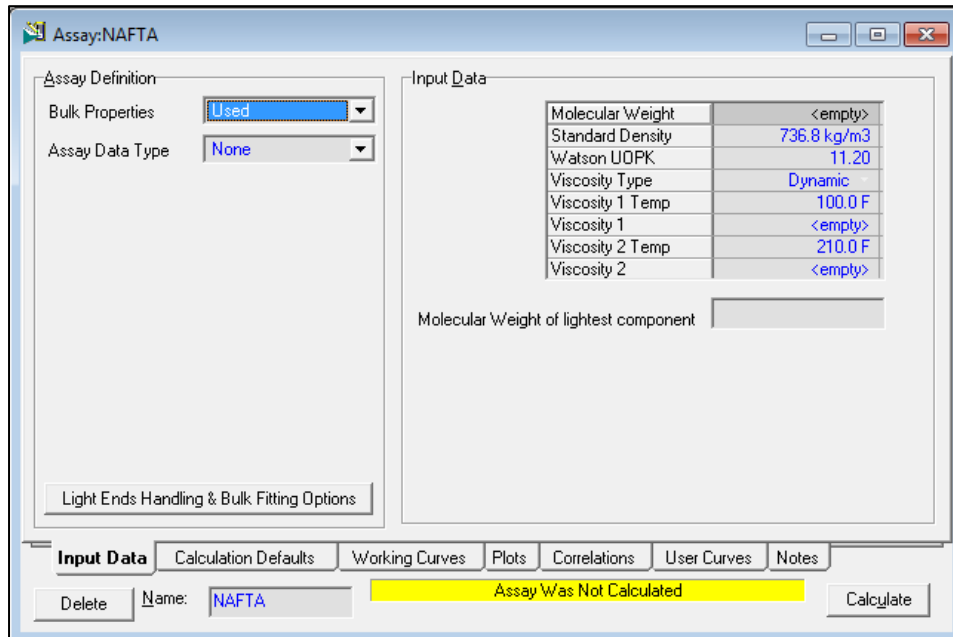 Assay:NAFTA
Assay Definition
Bulk Properties Used
Assay Data Type None
Light Ends Handling & Bulk Fitting Options
Input Data
Molecular Weight <empty>
Standard Density 736.8 kg/m3
Watson UOPK 11.20
Viscosity Type Dynamic
Viscosity 1 Temp 100.0 F
Viscosity 1 <empty>
Viscosity 2 Temp 210.0 F
Viscosity 2 <empty>
Molecular Weight of lightest component
Input Data Calculation Defaults Working Curves Plots Correlations User Curves Notes
Delete Name: NAFTA Assay Was Not Calculated Calculate